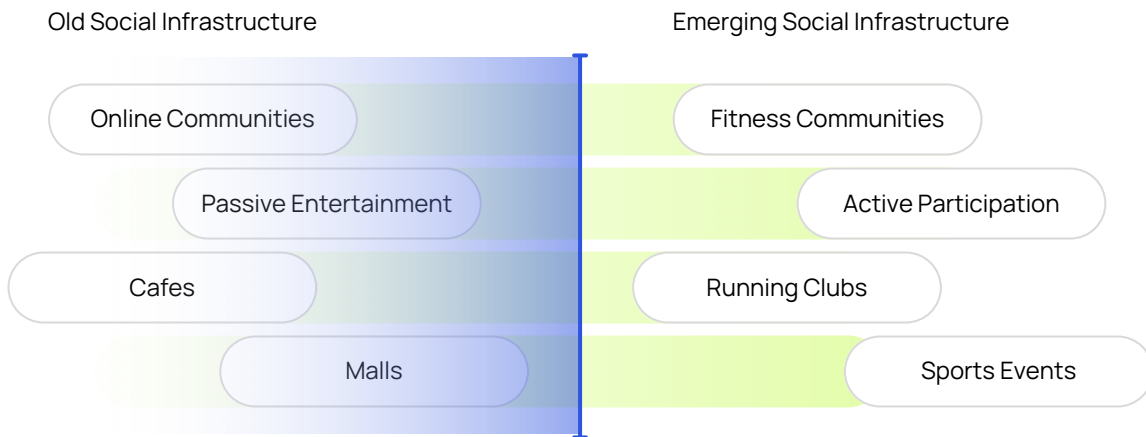 Old Social Infrastructure
Emerging Social Infrastructure
Online Communities
Fitness Communities
Passive Entertainment
Active Participation
Cafes
Running Clubs
Malls
Sports Events